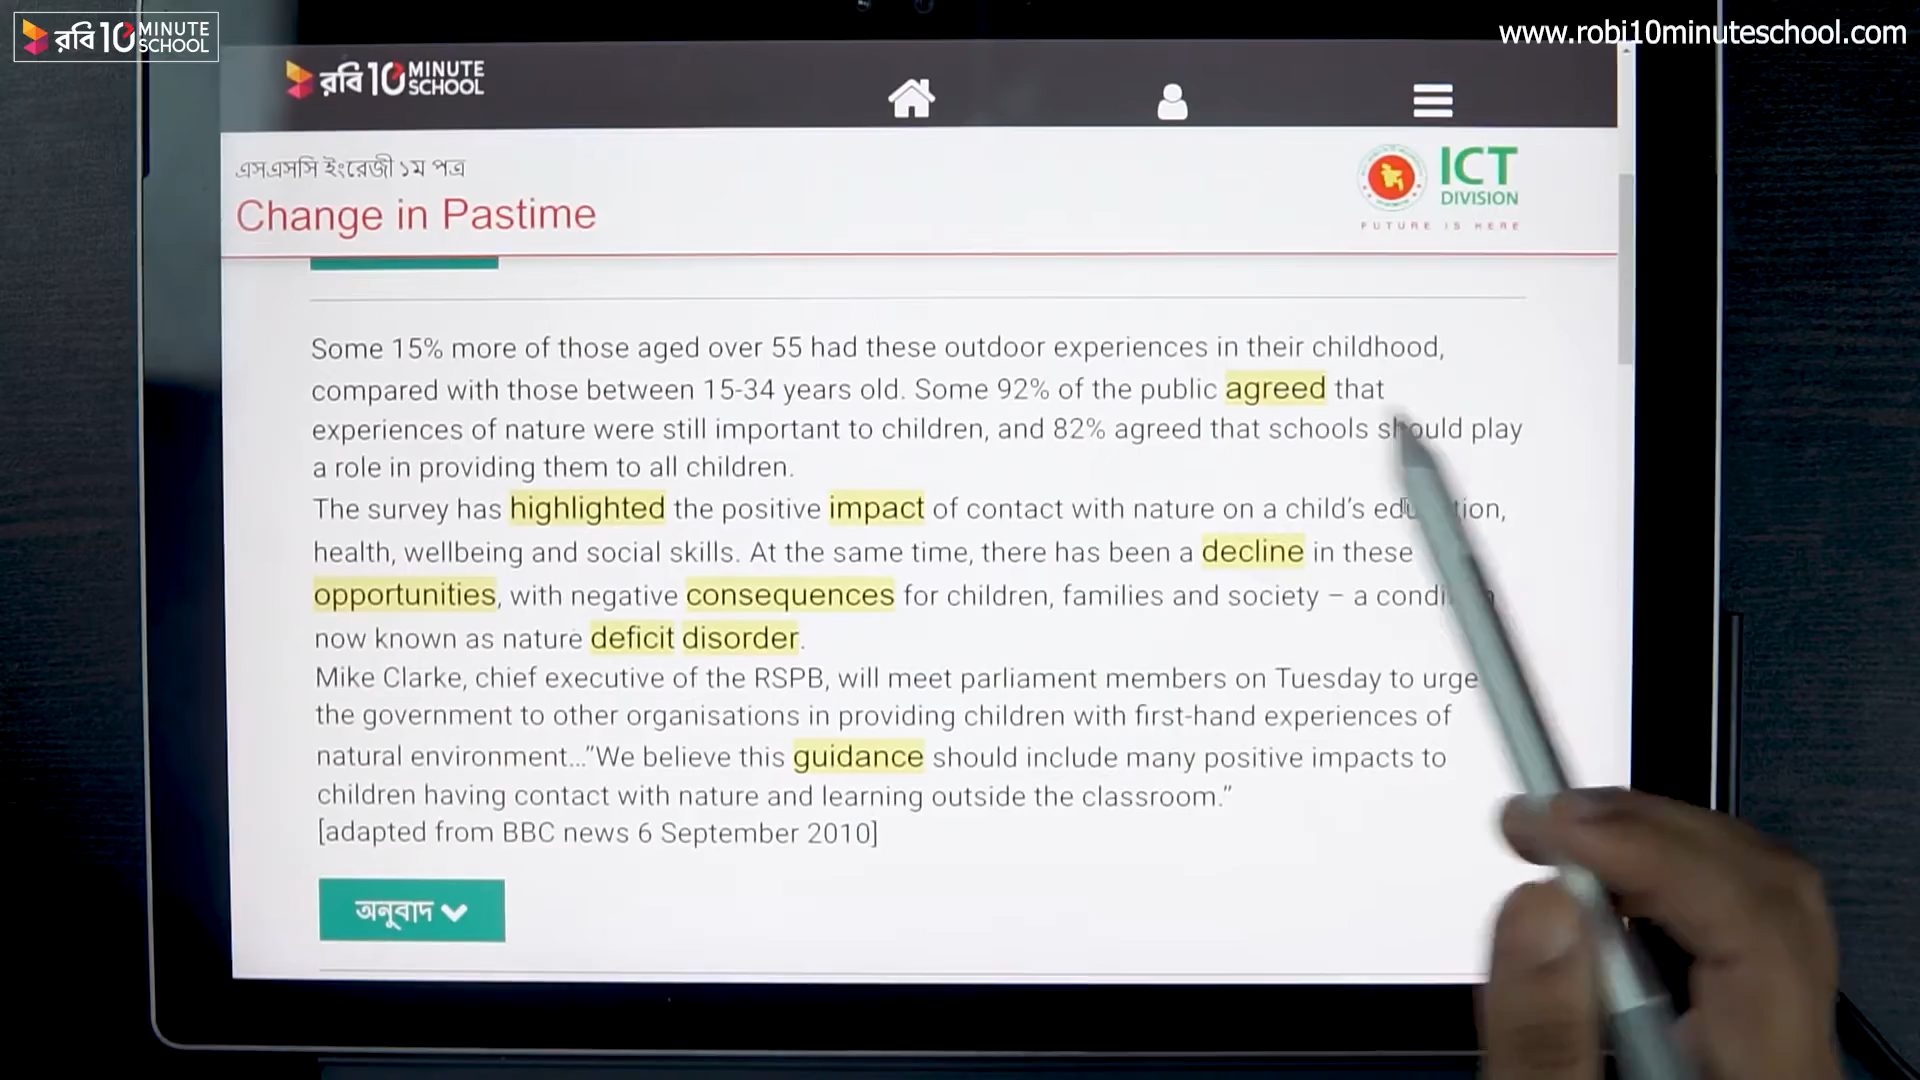 রবি 10 MINUTE SCHOOL
www.robi10minuteschool.com
রবি 10 MINUTE SCHOOL
এসএসসি ইংরেজী ১ম পত্র
Change in Pastime
ICT
DIVISION
FUTURE IS HERE
Some 15% more of those aged over 55 had these outdoor experiences in their childhood,
compared with those between 15-34 years old. Some 92% of the public agreed that
experiences of nature were still important to children, and 82% agreed that schools should play
a role in providing them to all children.
The survey has highlighted the positive impact of contact with nature on a child's education,
health, wellbeing and social skills. At the same time, there has been a decline in these
opportunities, with negative consequences for children, families and society – a condition
now known as nature deficit disorder.
Mike Clarke, chief executive of the RSPB, will meet parliament members on Tuesday to urge
the government to other organisations in providing children with first-hand experiences of
natural environment..."We believe this guidance should include many positive impacts to
children having contact with nature and learning outside the classroom."
[adapted from BBC news 6 September 2010]
অনুবাদ